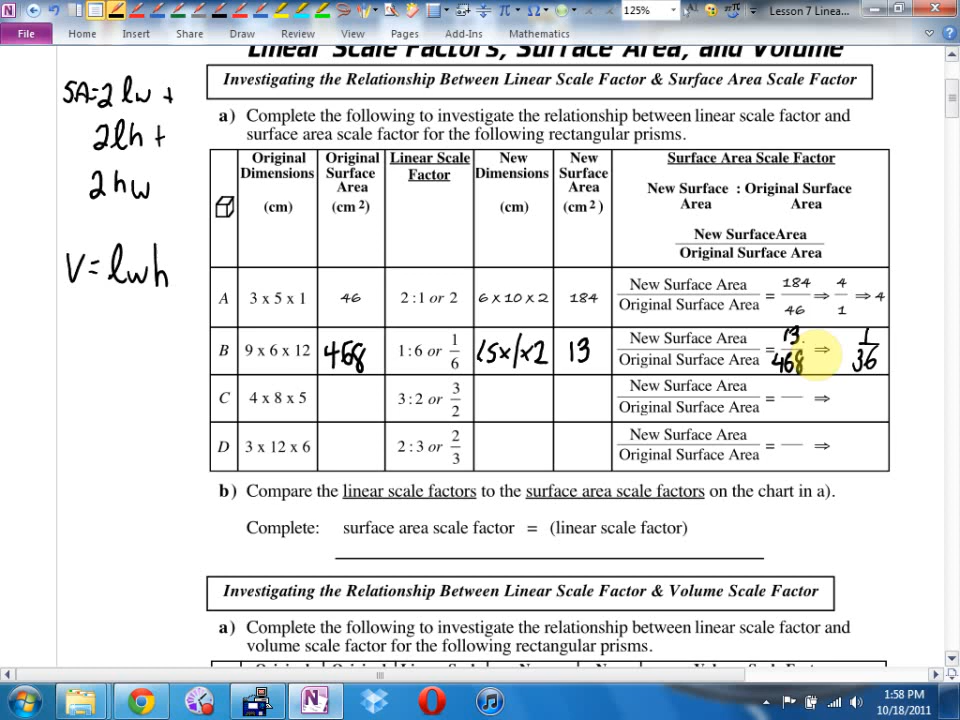 125%
Lesson 7 Linea...
File Home Insert Share Draw Review View Pages Add-Ins Mathematics
Linear Scale Factors, Surface Area, and Volume
Investigating the Relationship Between Linear Scale Factor & Surface Area Scale Factor
SA=2lw+
2lh+
2hw
V=lwh
a) Complete the following to investigate the relationship between linear scale factor and
surface area scale factor for the following rectangular prisms.
Original Dimensions (cm)
Original Surface Area (cm²)
Linear Scale Factor
New Dimensions (cm)
New Surface Area (cm²)
Surface Area Scale Factor
New Surface Area : Original Surface Area
New SurfaceArea
Original Surface Area
A 3 x 5 x 1 46 2 : 1 or 2 6 x 10 x 2 184 New Surface Area / Original Surface Area = 184/46 ⇒ 4/1 ⇒ 4
B 9 x 6 x 12 468 1 : 6 or 1/6 1.5x1x2 13 New Surface Area / Original Surface Area = 13/468 ⇒ 1/36
C 4 x 8 x 5 3 : 2 or 3/2 New Surface Area / Original Surface Area = — ⇒
D 3 x 12 x 6 2 : 3 or 2/3 New Surface Area / Original Surface Area = — ⇒
b) Compare the linear scale factors to the surface area scale factors on the chart in a).
Complete: surface area scale factor = (linear scale factor)
Investigating the Relationship Between Linear Scale Factor & Volume Scale Factor
a) Complete the following to investigate the relationship between linear scale factor and
volume scale factor for the following rectangular prisms.
1:58 PM
10/18/2011